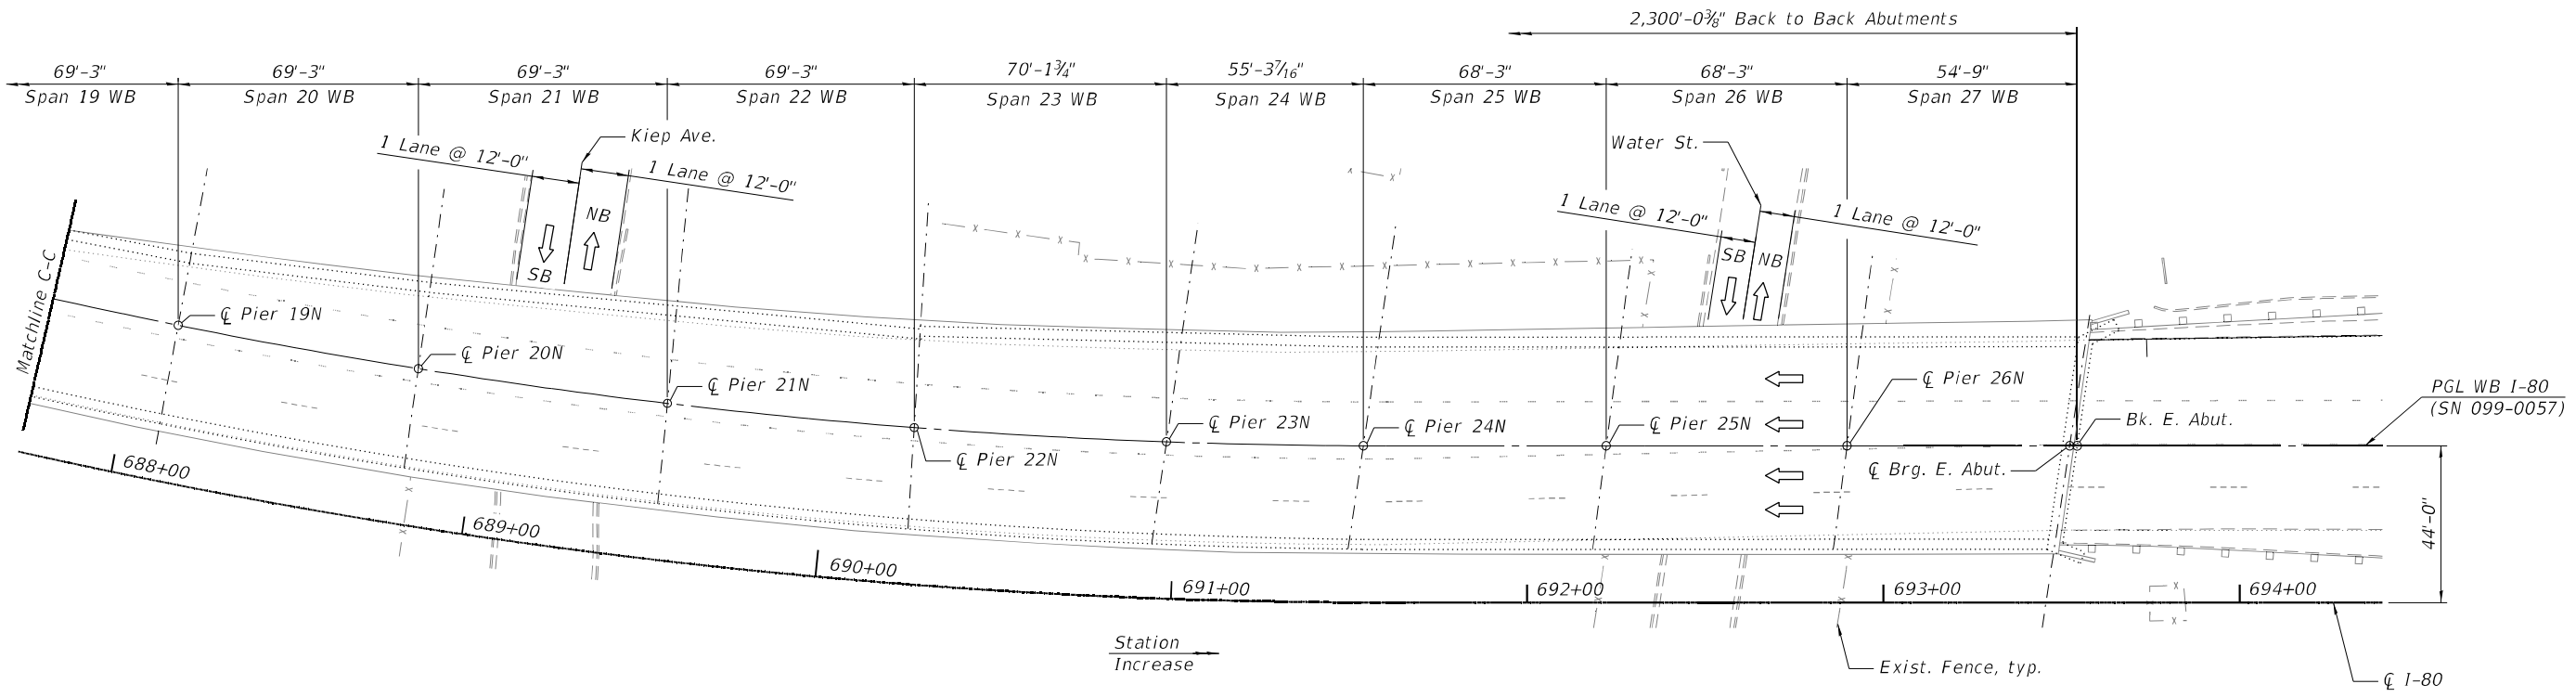 2,300'-0⅜" Back to Back Abutments
69'-3" 69'-3" 69'-3" 69'-3" 70'-1¾" 55'-3⁷⁄₁₆" 68'-3" 68'-3" 54'-9"
Span 19 WB Span 20 WB Span 21 WB Span 22 WB Span 23 WB Span 24 WB Span 25 WB Span 26 WB Span 27 WB
Kiep Ave.
1 Lane @ 12'-0"
1 Lane @ 12'-0"
NB
SB
Water St.
1 Lane @ 12'-0"
1 Lane @ 12'-0"
SB
NB
Matchline C-C
℄ Pier 19N
℄ Pier 20N
℄ Pier 21N
℄ Pier 22N
℄ Pier 23N
℄ Pier 24N
℄ Pier 25N
℄ Pier 26N
Bk. E. Abut.
℄ Brg. E. Abut.
PGL WB I-80
(SN 099-0057)
44'-0"
688+00
689+00
690+00
691+00
692+00
693+00
694+00
Station
Increase
Exist. Fence, typ.
℄ I-80